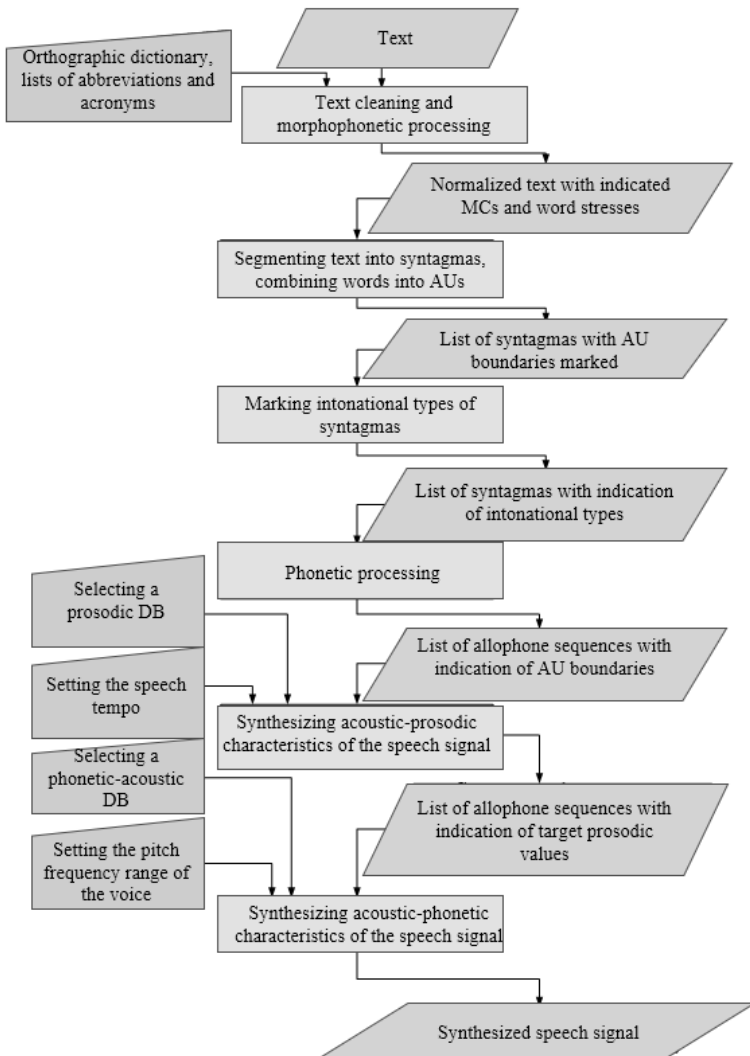 Text
Orthographic dictionary,
lists of abbreviations and
acronyms
Text cleaning and
morphophonetic processing
Normalized text with indicated
MCs and word stresses
Segmenting text into syntagmas,
combining words into AUs
List of syntagmas with AU
boundaries marked
Marking intonational types of
syntagmas
List of syntagmas with indication
of intonational types
Phonetic processing
Selecting a
prosodic DB
List of allophone sequences with
indication of AU boundaries
Setting the speech
tempo
Synthesizing acoustic-prosodic
characteristics of the speech signal
Selecting a
phonetic-acoustic
DB
List of allophone sequences with
indication of target prosodic
values
Setting the pitch
frequency range of
the voice
Synthesizing acoustic-phonetic
characteristics of the speech signal
Synthesized speech signal